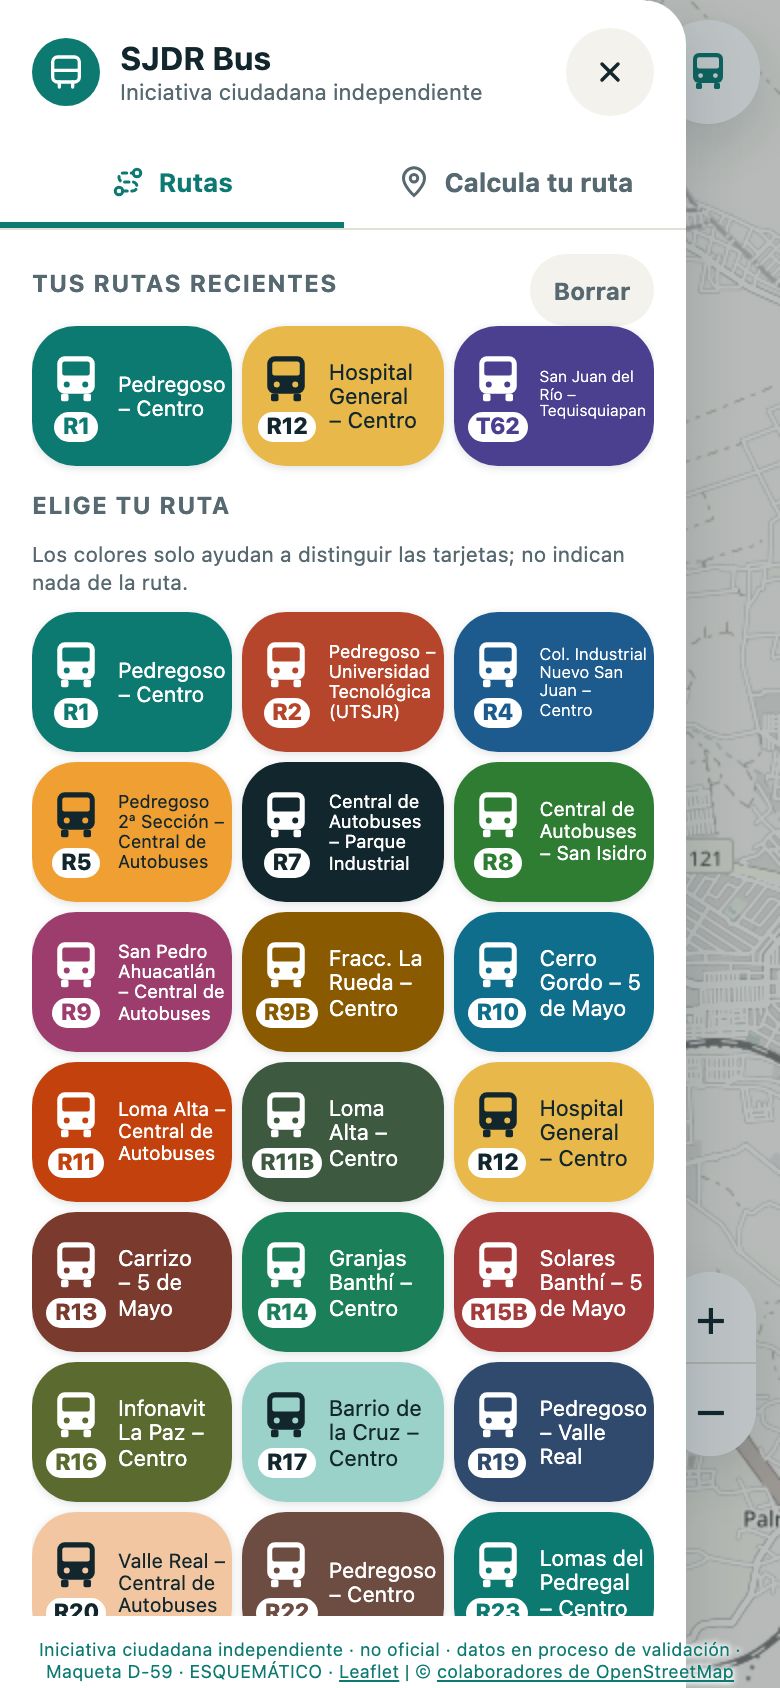 SJDR Bus
Iniciativa ciudadana independiente
Rutas
Calcula tu ruta
TUS RUTAS RECIENTES
Borrar
R1
Pedregoso
– Centro
R12
Hospital
General
– Centro
T62
San Juan del
Río –
Tequisquiapan
ELIGE TU RUTA
Los colores solo ayudan a distinguir las tarjetas; no indican
nada de la ruta.
R1
Pedregoso
– Centro
R2
Pedregoso –
Universidad
Tecnológica
(UTSJR)
R4
Col. Industrial
Nuevo San
Juan –
Centro
R5
Pedregoso
2ª Sección –
Central de
Autobuses
R7
Central de
Autobuses
– Parque
Industrial
R8
Central de
Autobuses
– San Isidro
R9
San Pedro
Ahuacatlán
– Central de
Autobuses
R9B
Fracc. La
Rueda –
Centro
R10
Cerro
Gordo – 5
de Mayo
R11
Loma Alta –
Central de
Autobuses
R11B
Loma
Alta –
Centro
R12
Hospital
General
– Centro
R13
Carrizo
– 5 de
Mayo
R14
Granjas
Banthí –
Centro
R15B
Solares
Banthí – 5
de Mayo
R16
Infonavit
La Paz –
Centro
R17
Barrio de
la Cruz –
Centro
R19
Pedregoso
– Valle
Real
R20
Valle Real –
Central de
Autobuses
R22
Pedregoso
– Centro
R23
Lomas del
Pedregal
– Centro
121
+
−
Iniciativa ciudadana independiente · no oficial · datos en proceso de validación ·
Maqueta D-59 · ESQUEMÁTICO · Leaflet | © colaboradores de OpenStreetMap